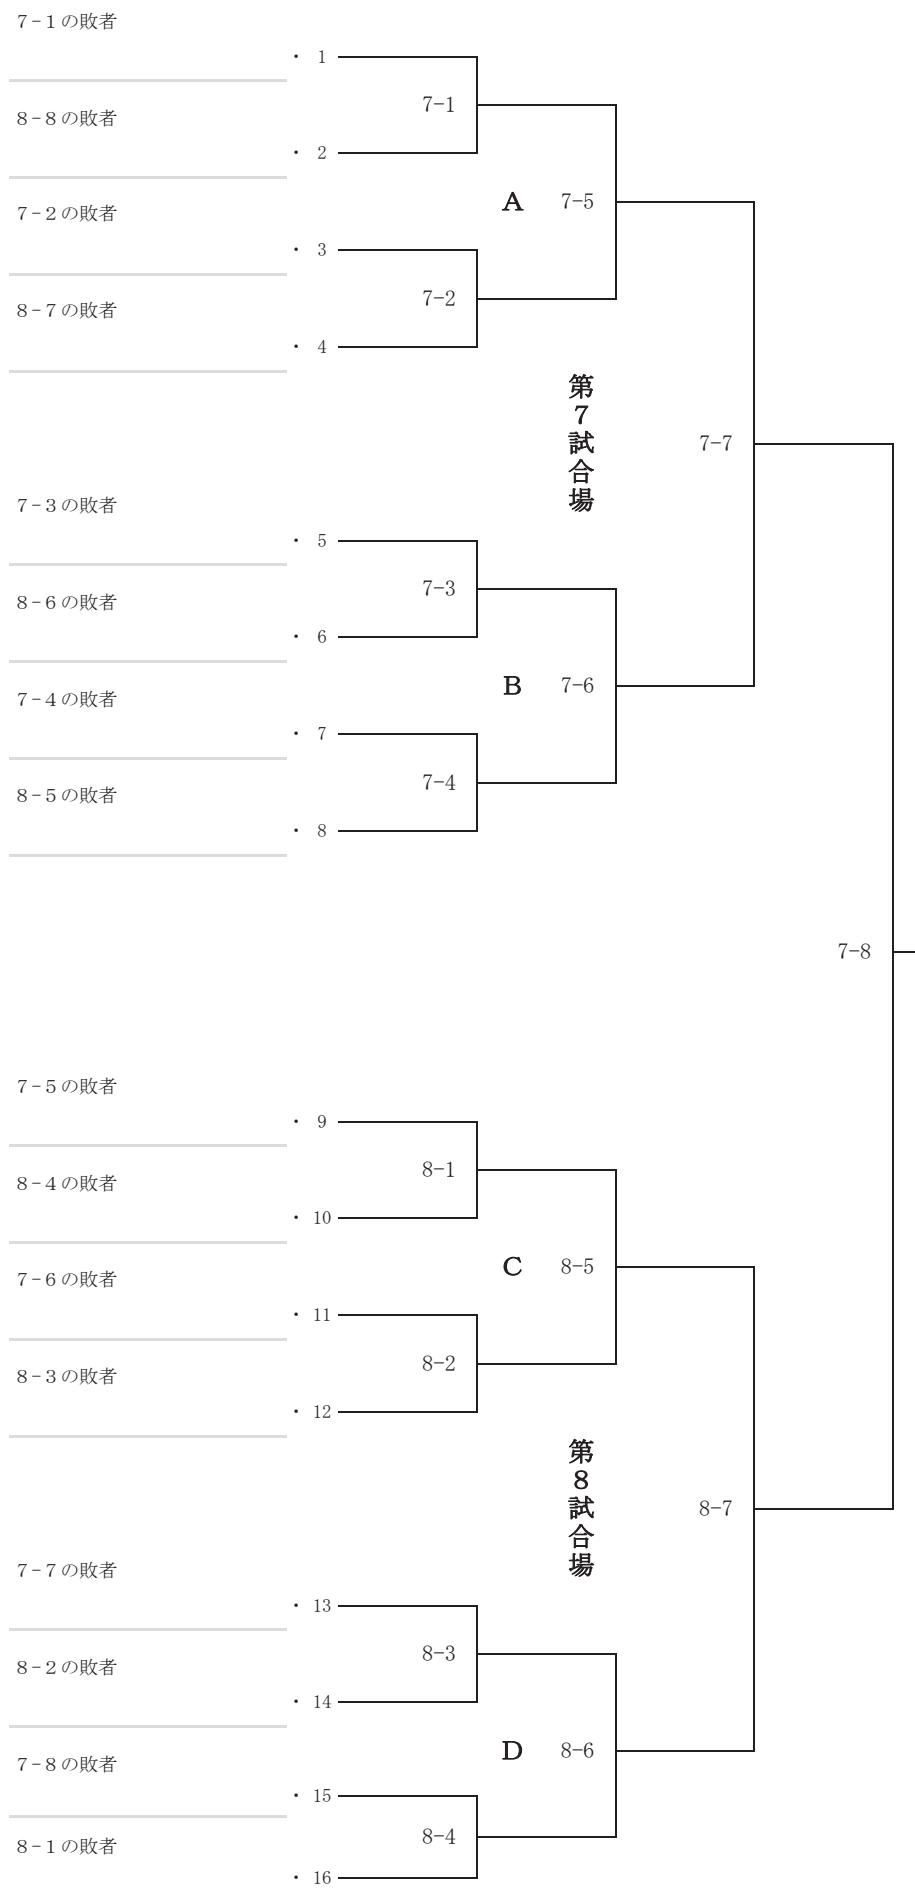 ７−１の敗者
・ 1
7−1
８−８の敗者
・ 2
A 7−5
７−２の敗者
・ 3
7−2
８−７の敗者
・ 4
第７試合場
7−7
７−３の敗者
・ 5
7−3
８−６の敗者
・ 6
B 7−6
７−４の敗者
・ 7
7−4
８−５の敗者
・ 8
7−8
７−５の敗者
・ 9
8−1
８−４の敗者
・ 10
C 8−5
７−６の敗者
・ 11
8−2
８−３の敗者
・ 12
第８試合場
8−7
７−７の敗者
・ 13
8−3
８−２の敗者
・ 14
D 8−6
７−８の敗者
・ 15
8−4
８−１の敗者
・ 16